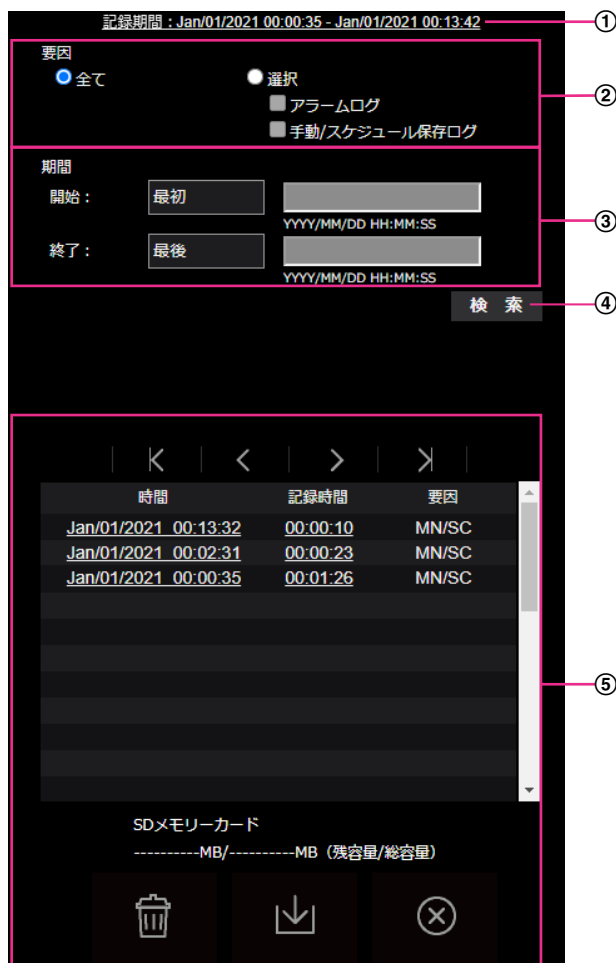 記録期間 : Jan/01/2021 00:00:35 - Jan/01/2021 00:13:42 ①
要因
全て 選択
②
アラームログ
手動/スケジュール保存ログ
期間
開始： 最初
YYYY/MM/DD HH:MM:SS
③
終了： 最後
YYYY/MM/DD HH:MM:SS
検 索 ④
時間 記録時間 要因
Jan/01/2021 00:13:32 00:00:10 MN/SC
Jan/01/2021 00:02:31 00:00:23 MN/SC
Jan/01/2021 00:00:35 00:01:26 MN/SC
⑤
SDメモリーカード
----------MB/----------MB（残容量/総容量）